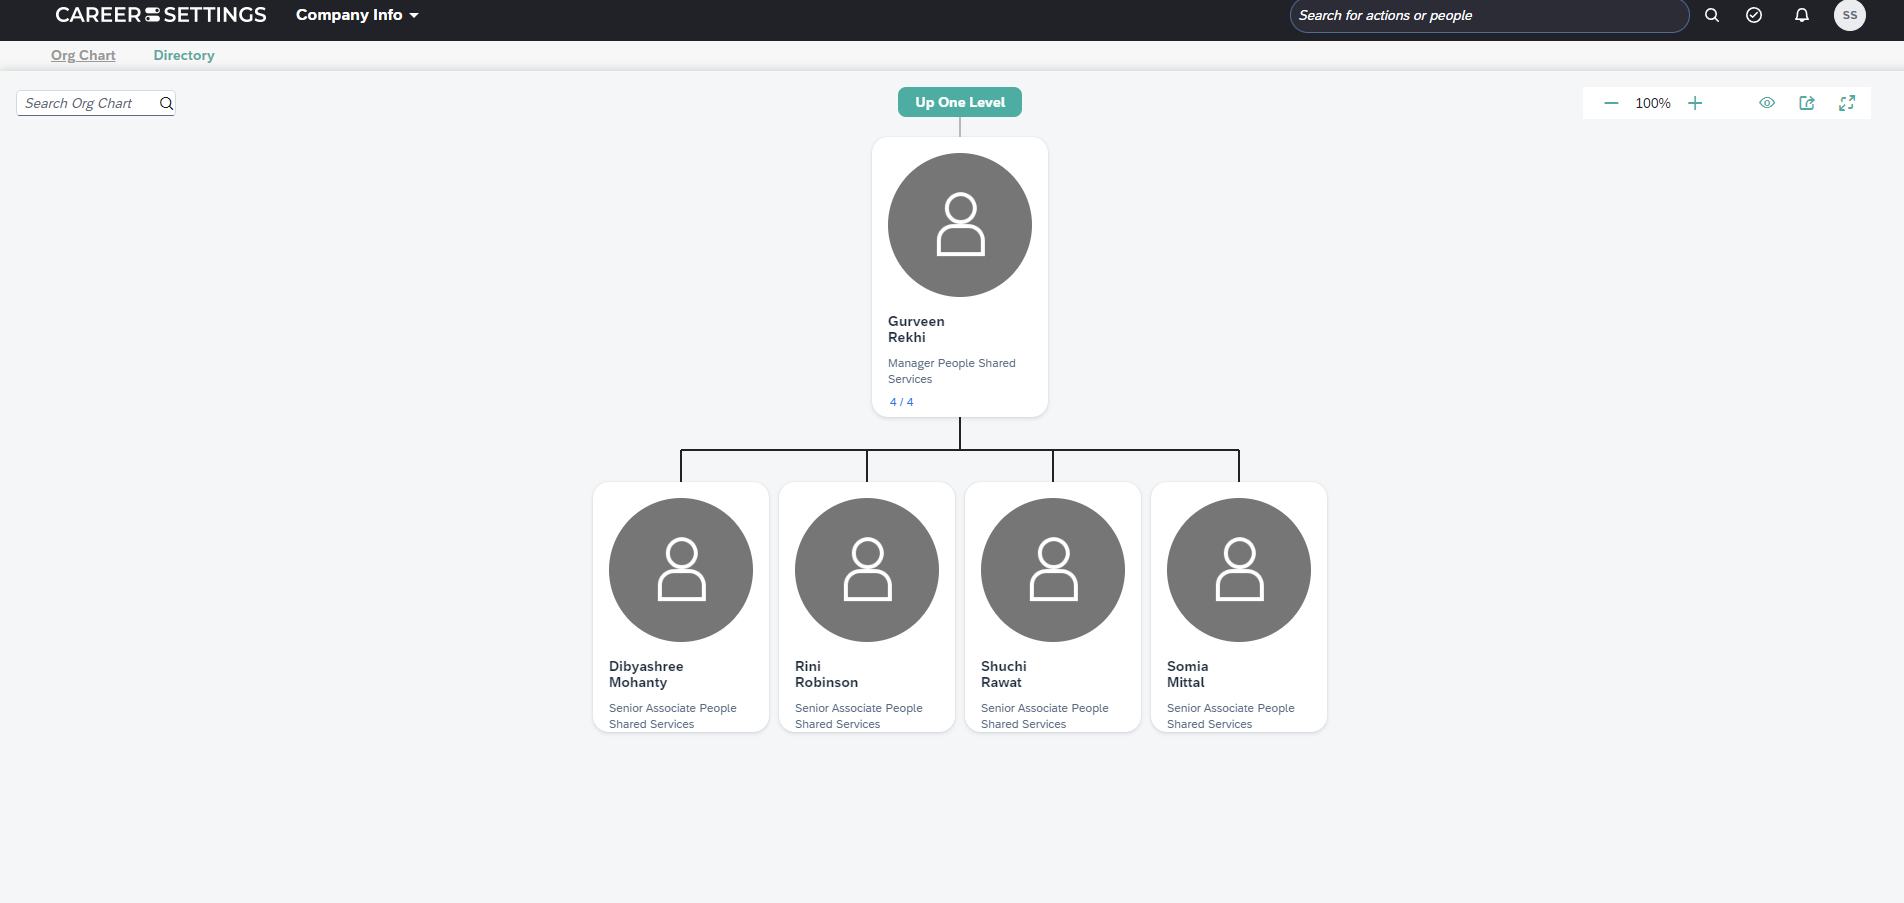 CAREER SETTINGS
Company Info
Search for actions or people
SS
Org Chart
Directory
Search Org Chart
Up One Level
100%
Gurveen
Rekhi
Manager People Shared
Services
4 / 4
Dibyashree
Mohanty
Senior Associate People
Shared Services
Rini
Robinson
Senior Associate People
Shared Services
Shuchi
Rawat
Senior Associate People
Shared Services
Somia
Mittal
Senior Associate People
Shared Services